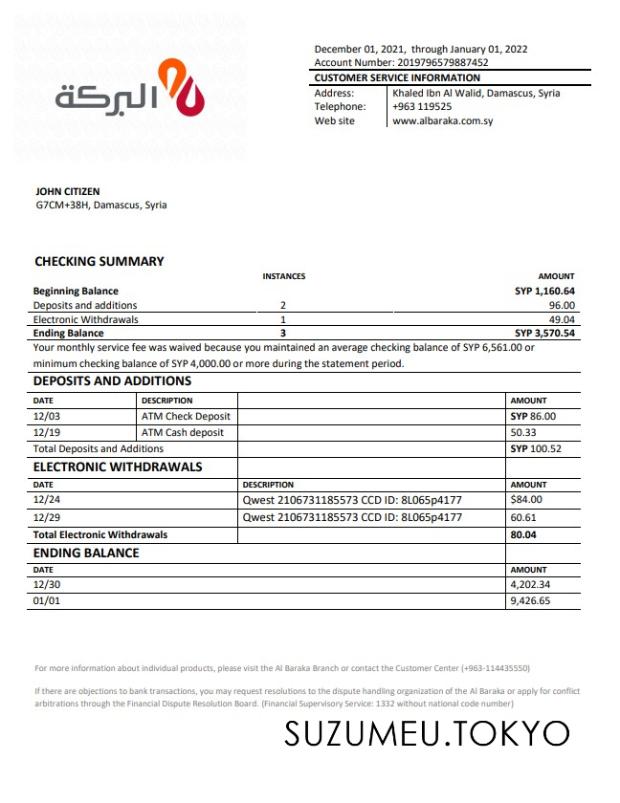 December 01, 2021, through January 01, 2022
Account Number: 2019796579887452
البركة
CUSTOMER SERVICE INFORMATION
Address: Khaled Ibn Al Walid, Damascus, Syria
Telephone: +963 119525
Web site www.albaraka.com.sy
JOHN CITIZEN
G7CM+38H, Damascus, Syria
CHECKING SUMMARY
INSTANCES AMOUNT
Beginning Balance SYP 1,160.64
Deposits and additions 2 96.00
Electronic Withdrawals 1 49.04
Ending Balance 3 SYP 3,570.54
Your monthly service fee was waived because you maintained an average checking balance of SYP 6,561.00 or
minimum checking balance of SYP 4,000.00 or more during the statement period.
DEPOSITS AND ADDITIONS
DATE DESCRIPTION AMOUNT
12/03 ATM Check Deposit SYP 86.00
12/19 ATM Cash deposit 50.33
Total Deposits and Additions SYP 100.52
ELECTRONIC WITHDRAWALS
DATE DESCRIPTION AMOUNT
12/24 Qwest 2106731185573 CCD ID: 8L065p4177 $84.00
12/29 Qwest 2106731185573 CCD ID: 8L065p4177 60.61
Total Electronic Withdrawals 80.04
ENDING BALANCE
DATE AMOUNT
12/30 4,202.34
01/01 9,426.65
For more information about individual products, please visit the Al Baraka Branch or contact the Customer Center (+963-114435550)
If there are objections to bank transactions, you may request resolutions to the dispute handling organization of the Al Baraka or apply for conflict
arbitrations through the Financial Dispute Resolution Board. (Financial Supervisory Service: 1332 without national code number)
SUZUMEU.TOKYO